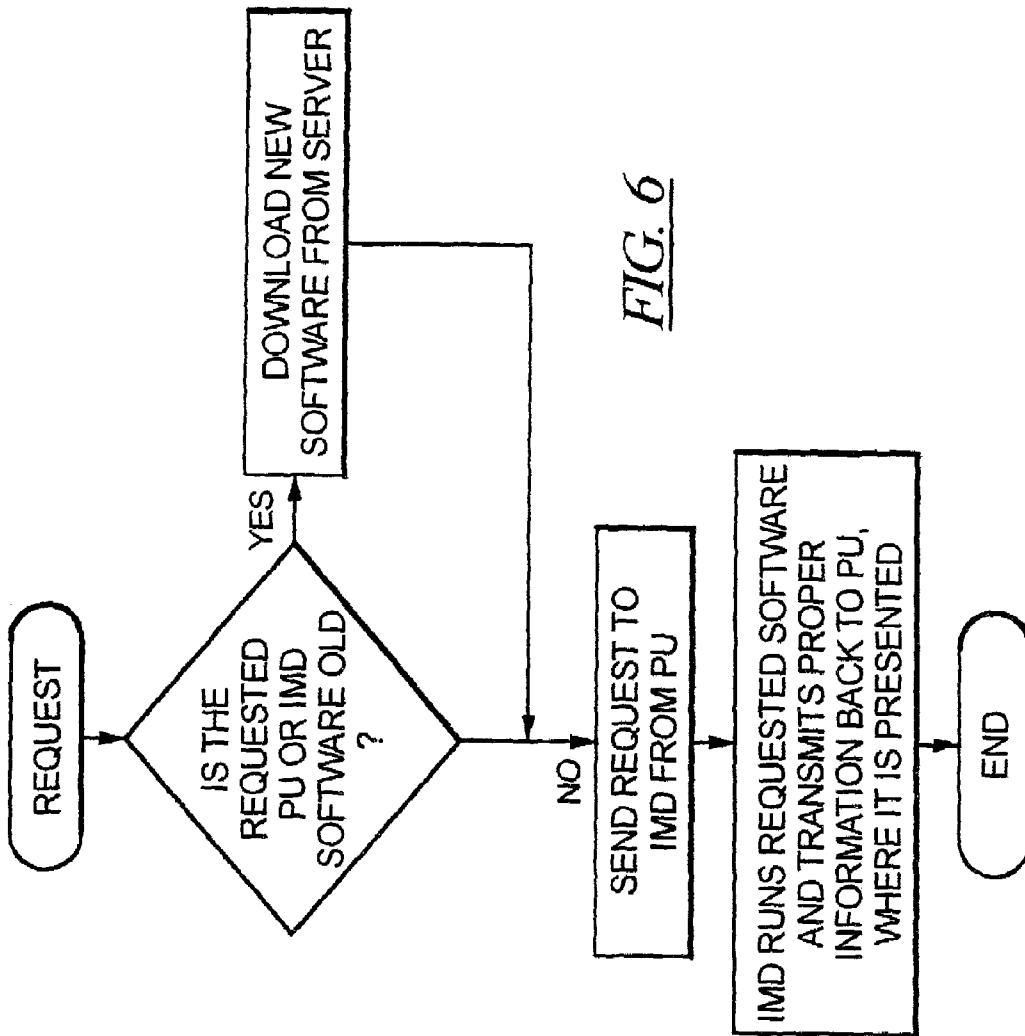 REQUEST
IS THE
REQUESTED
PU OR IMD
SOFTWARE OLD
?
YES
DOWNLOAD NEW
SOFTWARE FROM SERVER
NO
SEND REQUEST TO
IMD FROM PU
IMD RUNS REQUESTED SOFTWARE
AND TRANSMITS PROPER
INFORMATION BACK TO PU,
WHERE IT IS PRESENTED
END
FIG. 6